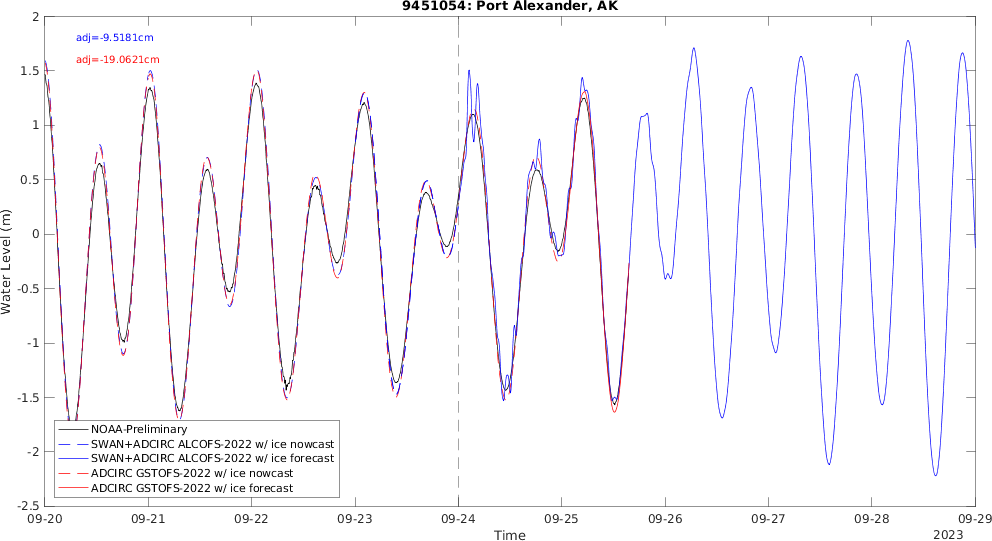 9451054: Port Alexander, AK
adj=-9.5181cm
adj=-19.0621cm
Water Level (m)
2
1.5
1
0.5
0
-0.5
-1
-1.5
-2
-2.5
NOAA-Preliminary
SWAN+ADCIRC ALCOFS-2022 w/ ice nowcast
SWAN+ADCIRC ALCOFS-2022 w/ ice forecast
ADCIRC GSTOFS-2022 w/ ice nowcast
ADCIRC GSTOFS-2022 w/ ice forecast
09-20 09-21 09-22 09-23 09-24 09-25 09-26 09-27 09-28 09-29
Time
2023